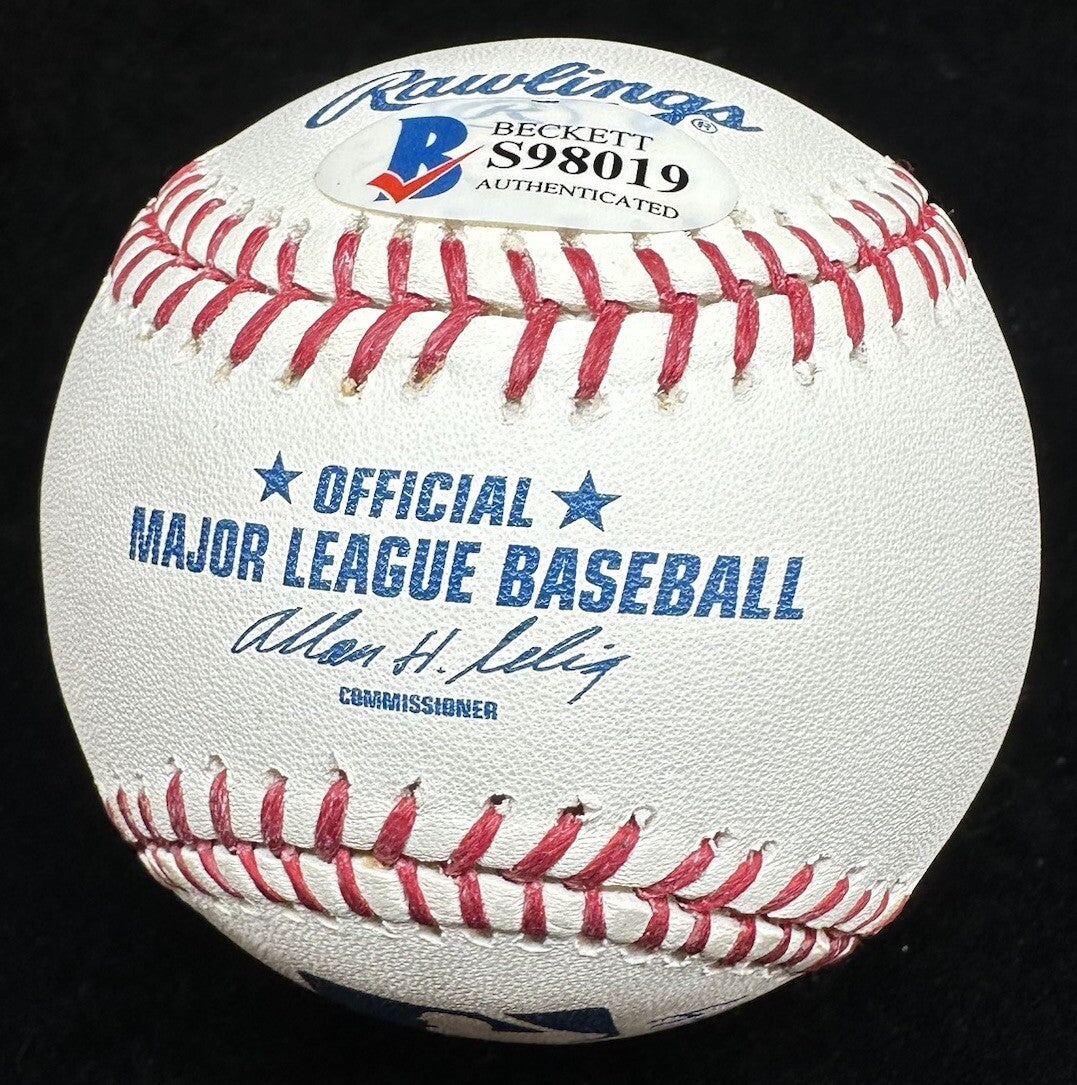 Rawlings®
BECKETT
S98019
AUTHENTICATED
★ OFFICIAL ★
MAJOR LEAGUE BASEBALL
Allan H. Selig
COMMISSIONER